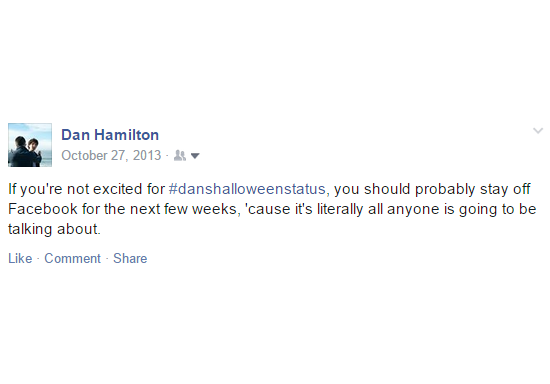 Dan Hamilton
October 27, 2013 ·
If you're not excited for #danshalloweenstatus, you should probably stay off
Facebook for the next few weeks, 'cause it's literally all anyone is going to be
talking about.
Like · Comment · Share